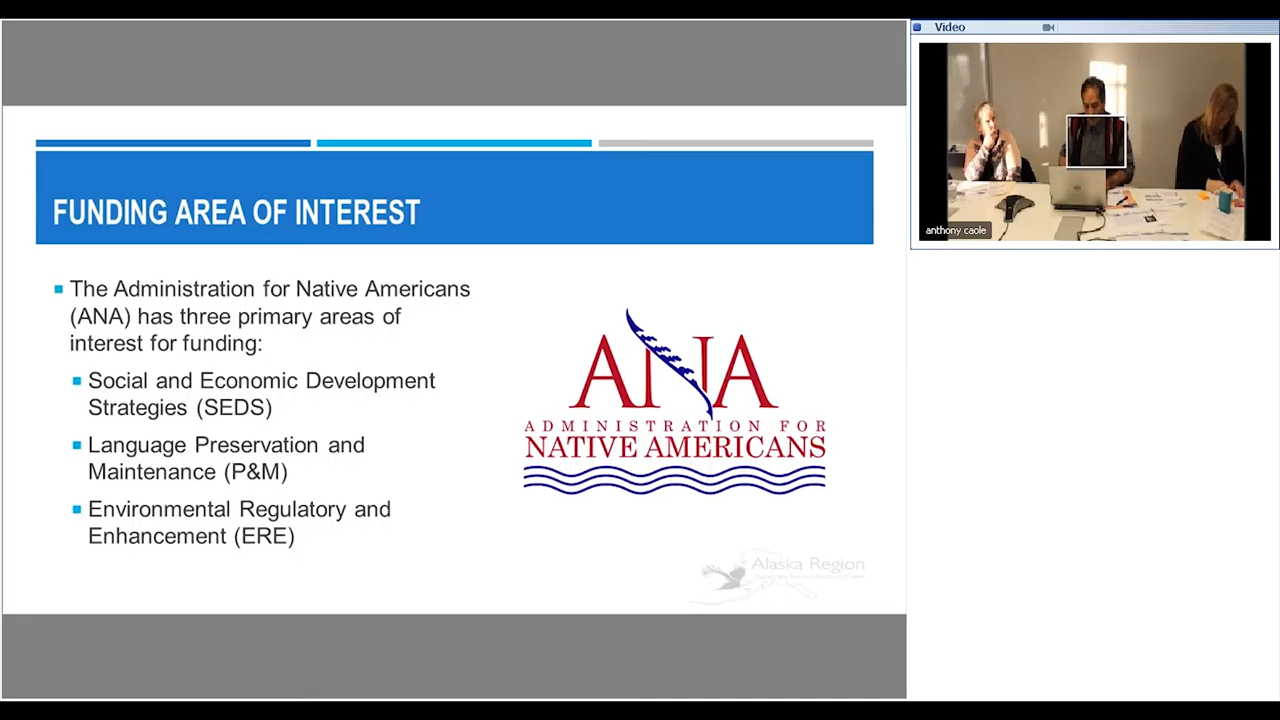 Video
anthony caole
FUNDING AREA OF INTEREST
The Administration for Native Americans
(ANA) has three primary areas of
interest for funding:
Social and Economic Development
Strategies (SEDS)
Language Preservation and
Maintenance (P&M)
Environmental Regulatory and
Enhancement (ERE)
ANA
ADMINISTRATION FOR
NATIVE AMERICANS
Alaska Region